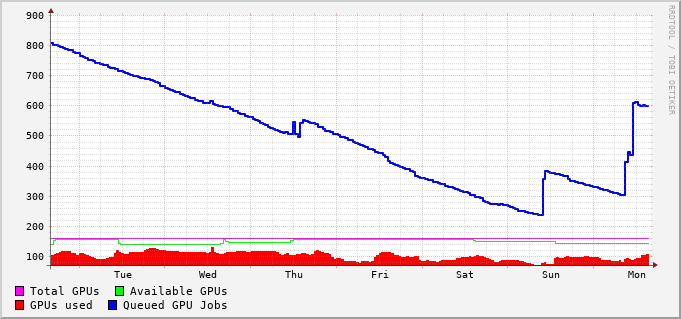 900
800
700
600
500
400
300
200
100
Tue Wed Thu Fri Sat Sun Mon
Total GPUs Available GPUs
GPUs used Queued GPU Jobs
RRDTOOL / TOBI OETIKER